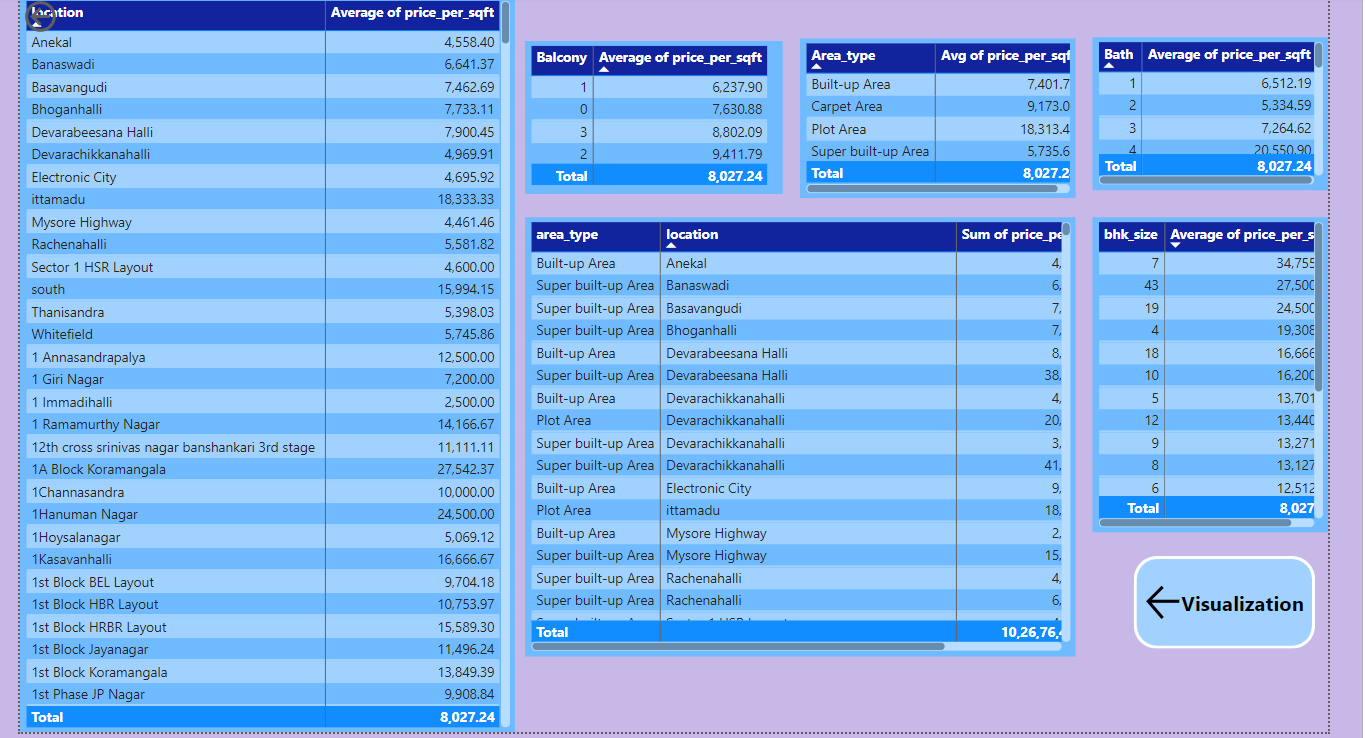 location Average of price_per_sqft
Anekal 4,558.40
Banaswadi 6,641.37
Basavangudi 7,462.69
Bhoganhalli 7,733.11
Devarabeesana Halli 7,900.45
Devarachikkanahalli 4,969.91
Electronic City 4,695.92
ittamadu 18,333.33
Mysore Highway 4,461.46
Rachenahalli 5,581.82
Sector 1 HSR Layout 4,600.00
south 15,994.15
Thanisandra 5,398.03
Whitefield 5,745.86
1 Annasandrapalya 12,500.00
1 Giri Nagar 7,200.00
1 Immadihalli 2,500.00
1 Ramamurthy Nagar 14,166.67
12th cross srinivas nagar banshankari 3rd stage 11,111.11
1A Block Koramangala 27,542.37
1Channasandra 10,000.00
1Hanuman Nagar 24,500.00
1Hoysalanagar 5,069.12
1Kasavanhalli 16,666.67
1st Block BEL Layout 9,704.18
1st Block HBR Layout 10,753.97
1st Block HRBR Layout 15,589.30
1st Block Jayanagar 11,496.24
1st Block Koramangala 13,849.39
1st Phase JP Nagar 9,908.84
Total 8,027.24
Balcony Average of price_per_sqft
1 6,237.90
0 7,630.88
3 8,802.09
2 9,411.79
Total 8,027.24
Area_type Avg of price_per_sqf
Built-up Area 7,401.7
Carpet Area 9,173.0
Plot Area 18,313.4
Super built-up Area 5,735.6
Total 8,027.2
Bath Average of price_per_sqft
1 6,512.19
2 5,334.59
3 7,264.62
4 20,550.90
Total 8,027.24
area_type location Sum of price_pe
Built-up Area Anekal 4,
Super built-up Area Banaswadi 6,
Super built-up Area Basavangudi 7,
Super built-up Area Bhoganhalli 7,
Built-up Area Devarabeesana Halli 8,
Super built-up Area Devarabeesana Halli 38,
Built-up Area Devarachikkanahalli 4,
Plot Area Devarachikkanahalli 20,
Super built-up Area Devarachikkanahalli 3,
Super built-up Area Devarachikkanahalli 41,
Built-up Area Electronic City 9,
Plot Area ittamadu 18,
Built-up Area Mysore Highway 2,
Super built-up Area Mysore Highway 15,
Super built-up Area Rachenahalli 4,
Super built-up Area Rachenahalli 6,
Total 10,26,76,
bhk_size Average of price_per_s
7 34,755
43 27,500
19 24,500
4 19,308
18 16,666
10 16,200
5 13,701
12 13,440
9 13,271
8 13,127
6 12,512
Total 8,027
Visualization